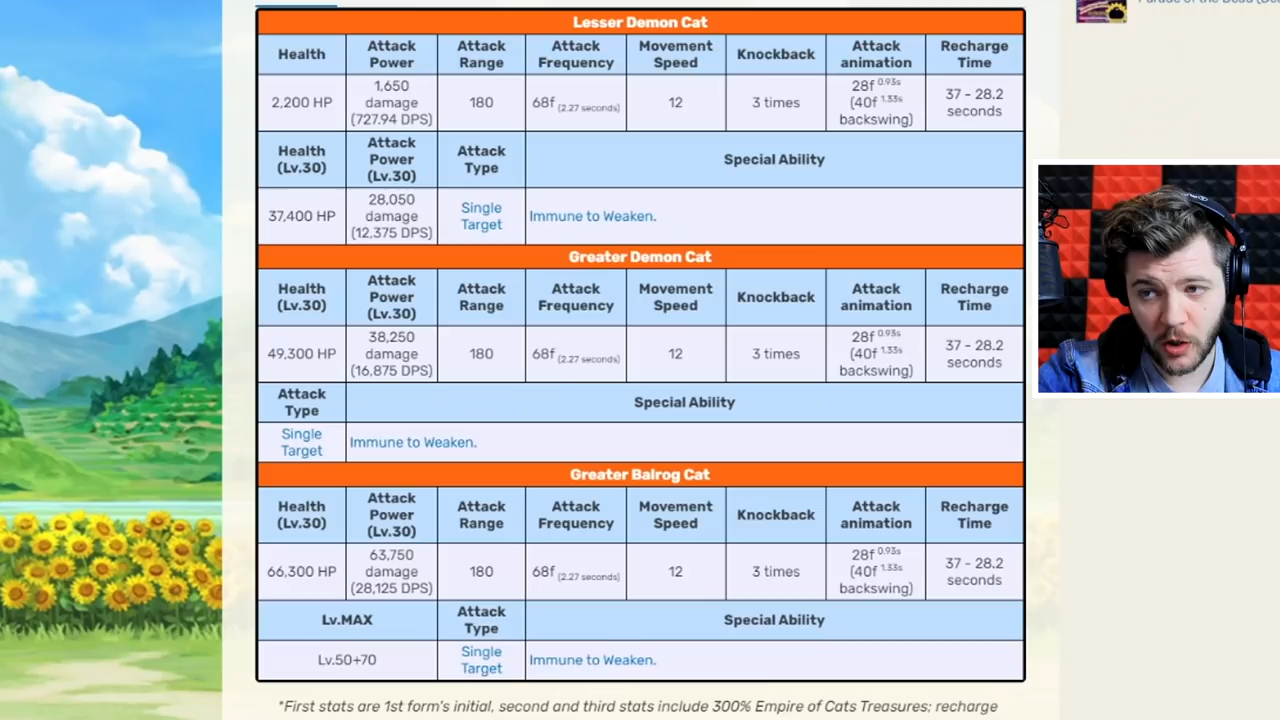 Lesser Demon Cat
Health
Attack Power
Attack Range
Attack Frequency
Movement Speed
Knockback
Attack animation
Recharge Time
2,200 HP
1,650 damage (727.94 DPS)
180
68f (2.27 seconds)
12
3 times
28f 0.93s (40f 1.33s backswing)
37 - 28.2 seconds
Health (Lv.30)
Attack Power (Lv.30)
Attack Type
Special Ability
37,400 HP
28,050 damage (12,375 DPS)
Single Target
Immune to Weaken.
Greater Demon Cat
Health (Lv.30)
Attack Power (Lv.30)
Attack Range
Attack Frequency
Movement Speed
Knockback
Attack animation
Recharge Time
49,300 HP
38,250 damage (16,875 DPS)
180
68f (2.27 seconds)
12
3 times
28f 0.93s (40f 1.33s backswing)
37 - 28.2 seconds
Attack Type
Special Ability
Single Target
Immune to Weaken.
Greater Balrog Cat
Health (Lv.30)
Attack Power (Lv.30)
Attack Range
Attack Frequency
Movement Speed
Knockback
Attack animation
Recharge Time
66,300 HP
63,750 damage (28,125 DPS)
180
68f (2.27 seconds)
12
3 times
28f 0.93s (40f 1.33s backswing)
37 - 28.2 seconds
Lv.MAX
Attack Type
Special Ability
Lv.50+70
Single Target
Immune to Weaken.
*First stats are 1st form's initial, second and third stats include 300% Empire of Cats Treasures; recharge